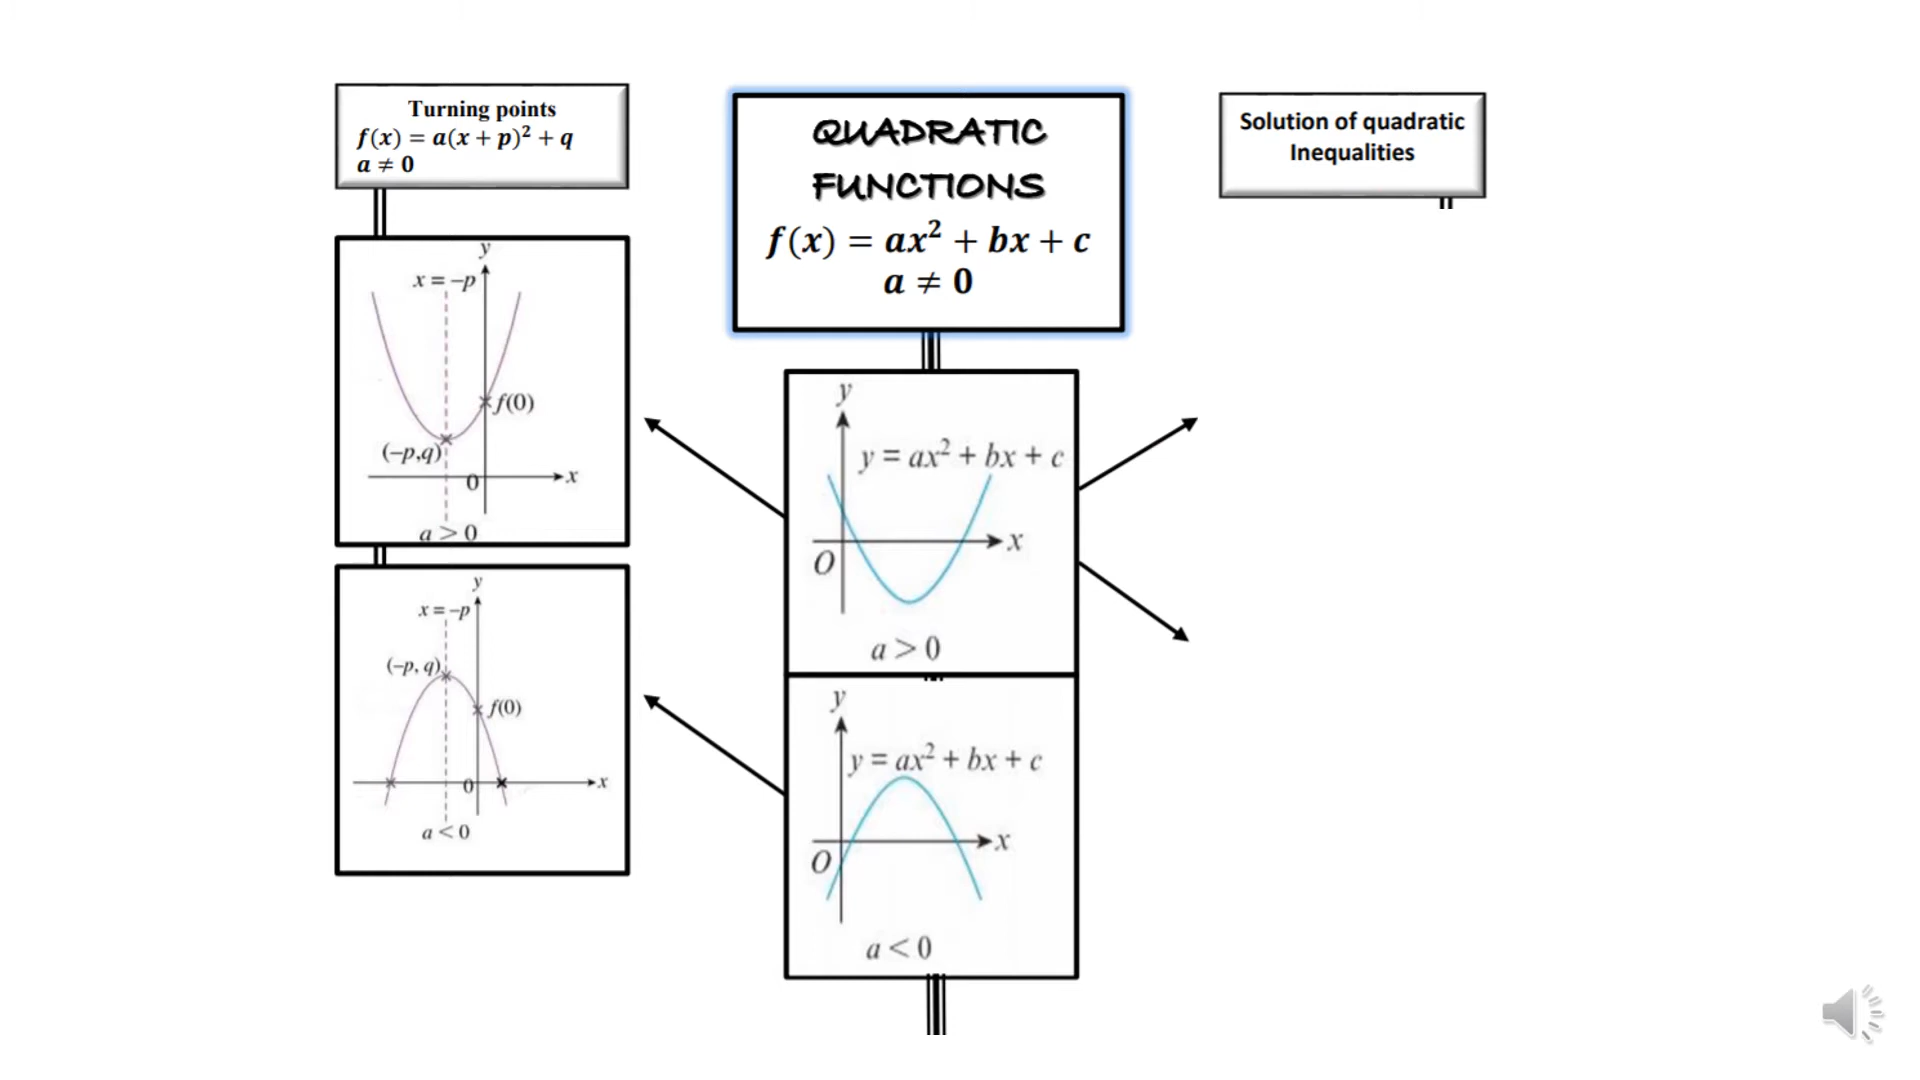 Turning points
f(x) = a(x + p)² + q
a ≠ 0
y
x = –p
f(0)
(–p,q)
0
x
a > 0
y
x = –p
(–p, q)
f(0)
0
x
a < 0
QUADRATIC
FUNCTIONS
f(x) = ax² + bx + c
a ≠ 0
y
y = ax² + bx + c
O
x
a > 0
y
y = ax² + bx + c
O
x
a < 0
Solution of quadratic
Inequalities